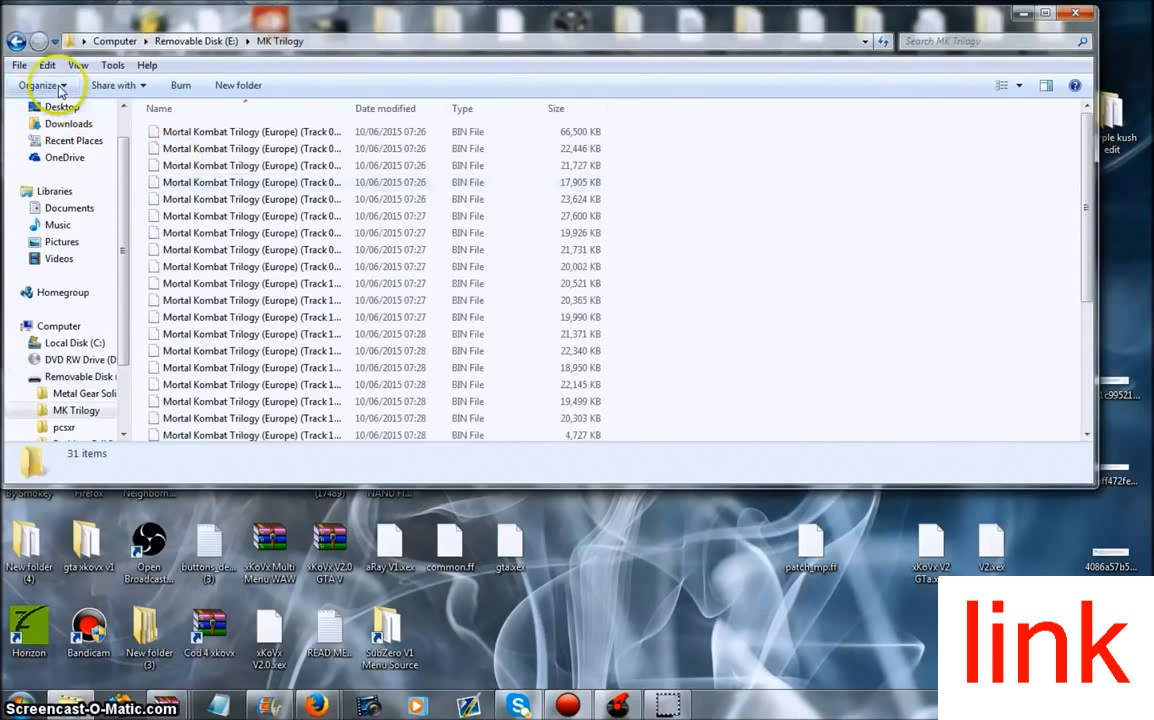 Computer Removable Disk (E:) MK Trilogy Search MK Trilogy
File Edit View Tools Help
Organize Share with Burn New folder
Name Date modified Type Size
Desktop
Downloads
Recent Places
OneDrive
Libraries
Documents
Music
Pictures
Videos
Homegroup
Computer
Local Disk (C:)
DVD RW Drive (D
Removable Disk
Metal Gear Soli
MK Trilogy
pcsxr
Mortal Kombat Trilogy (Europe) (Track 0... 10/06/2015 07:26 BIN File 66,500 KB
Mortal Kombat Trilogy (Europe) (Track 0... 10/06/2015 07:26 BIN File 22,446 KB
Mortal Kombat Trilogy (Europe) (Track 0... 10/06/2015 07:26 BIN File 21,727 KB
Mortal Kombat Trilogy (Europe) (Track 0... 10/06/2015 07:26 BIN File 17,905 KB
Mortal Kombat Trilogy (Europe) (Track 0... 10/06/2015 07:26 BIN File 23,624 KB
Mortal Kombat Trilogy (Europe) (Track 0... 10/06/2015 07:27 BIN File 27,600 KB
Mortal Kombat Trilogy (Europe) (Track 0... 10/06/2015 07:27 BIN File 19,926 KB
Mortal Kombat Trilogy (Europe) (Track 0... 10/06/2015 07:27 BIN File 21,731 KB
Mortal Kombat Trilogy (Europe) (Track 0... 10/06/2015 07:27 BIN File 20,002 KB
Mortal Kombat Trilogy (Europe) (Track 1... 10/06/2015 07:27 BIN File 20,521 KB
Mortal Kombat Trilogy (Europe) (Track 1... 10/06/2015 07:27 BIN File 20,365 KB
Mortal Kombat Trilogy (Europe) (Track 1... 10/06/2015 07:27 BIN File 19,990 KB
Mortal Kombat Trilogy (Europe) (Track 1... 10/06/2015 07:28 BIN File 21,371 KB
Mortal Kombat Trilogy (Europe) (Track 1... 10/06/2015 07:28 BIN File 22,340 KB
Mortal Kombat Trilogy (Europe) (Track 1... 10/06/2015 07:28 BIN File 18,950 KB
Mortal Kombat Trilogy (Europe) (Track 1... 10/06/2015 07:28 BIN File 22,145 KB
Mortal Kombat Trilogy (Europe) (Track 1... 10/06/2015 07:28 BIN File 19,499 KB
Mortal Kombat Trilogy (Europe) (Track 1... 10/06/2015 07:28 BIN File 20,303 KB
Mortal Kombat Trilogy (Europe) (Track 1... 10/06/2015 07:28 BIN File 4,727 KB
31 items
ple kush
edit
1c99521...
ff472fe...
By Smokey Firefox Neighborh... (17489) NAND Fl...
New folder
(4)
gta xkovx v1
Open
Broadcast...
buttons_de...
(3)
xKoVx Multi
Menu WAW
xKoVx V2.0
GTA V
aRay V1.xex
common.ff
gta.xex
patch_mp.ff
xKoVx V2
GTa.x
V2.xex
4086a57b5...
Horizon
Bandicam
New folder
(3)
Cod 4 xkovx
xKoVx
V2.0.xex
READ ME...
SubZero V1
Menu Source
link
Screencast-O-Matic.com